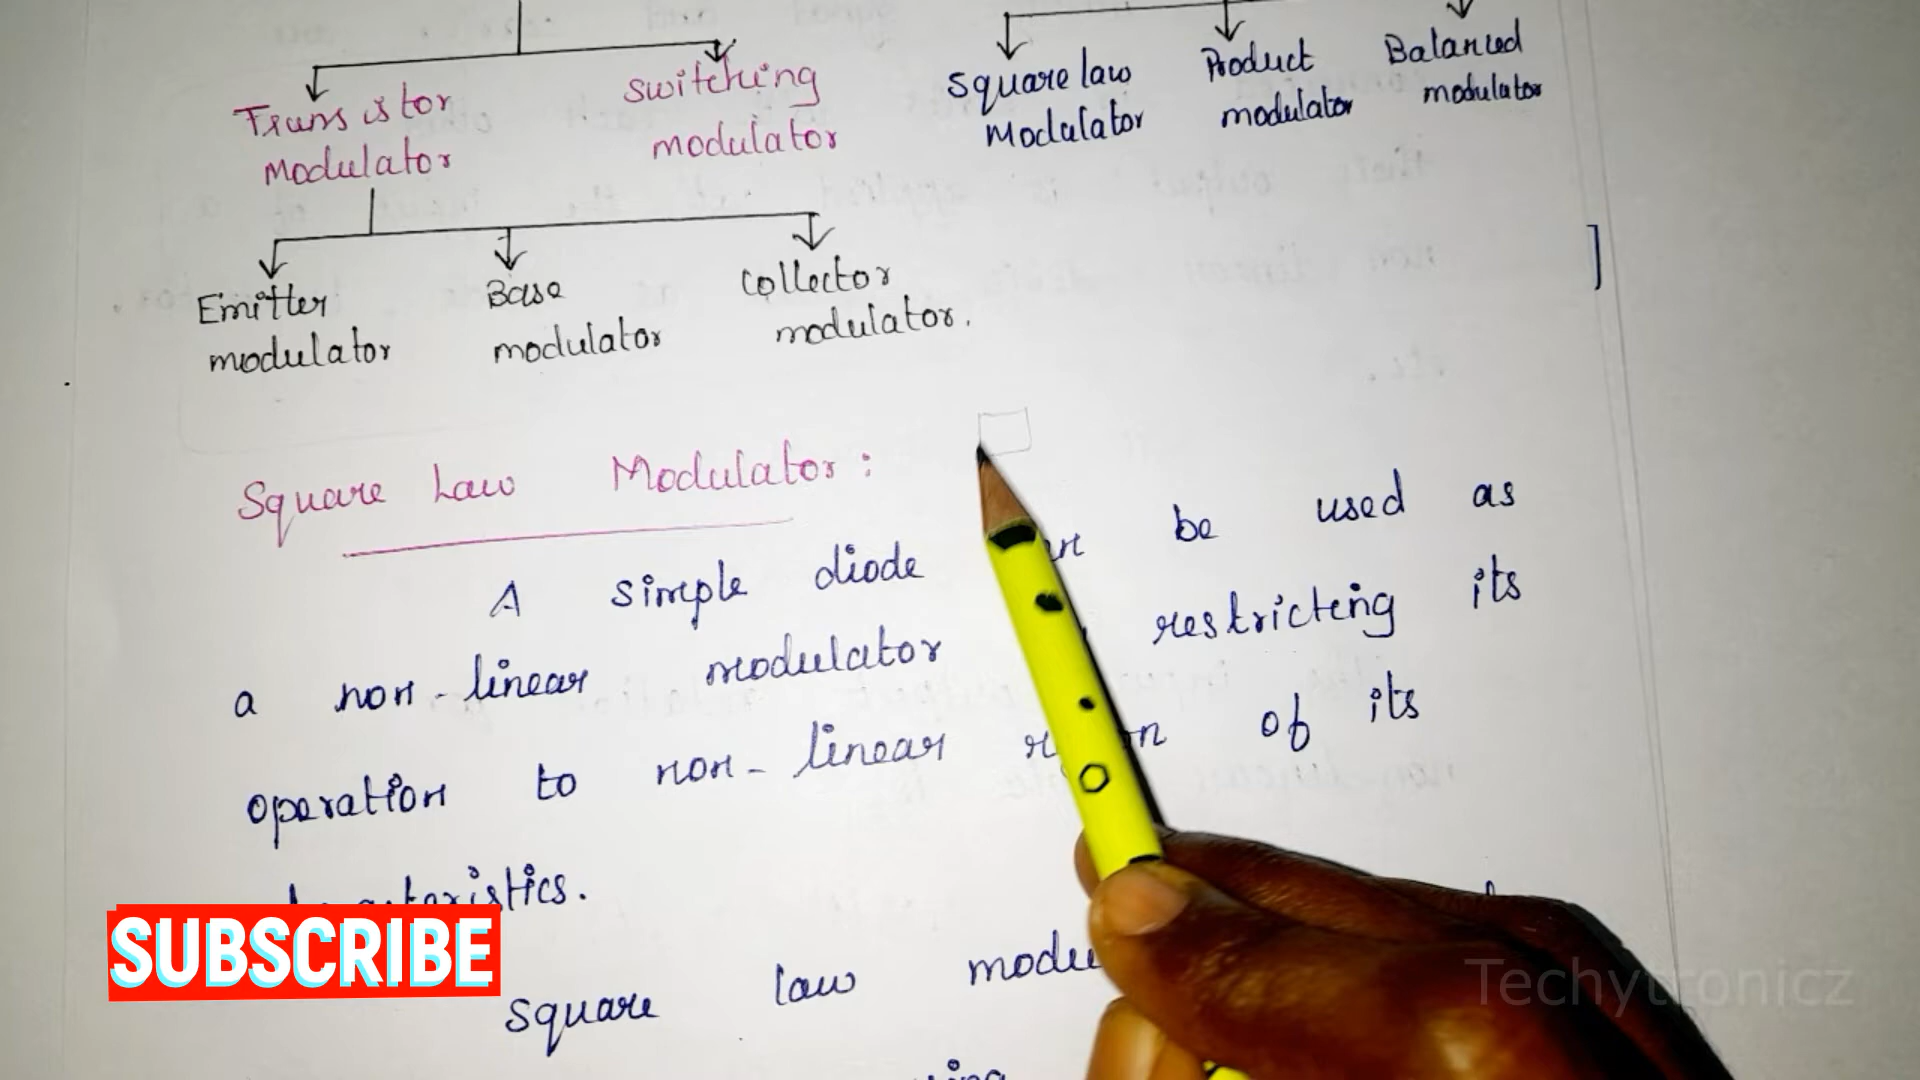 Transistor modulator
Switching modulator
Square law Modulator
Product modulator
Balanced modulator
Emitter modulator
Base modulator
Collector modulator.
Square Law Modulator:
A simple diode be used as
a non-linear modulator restricting its
operation to non-linear of its
SUBSCRIBE
square law
Techytronicz